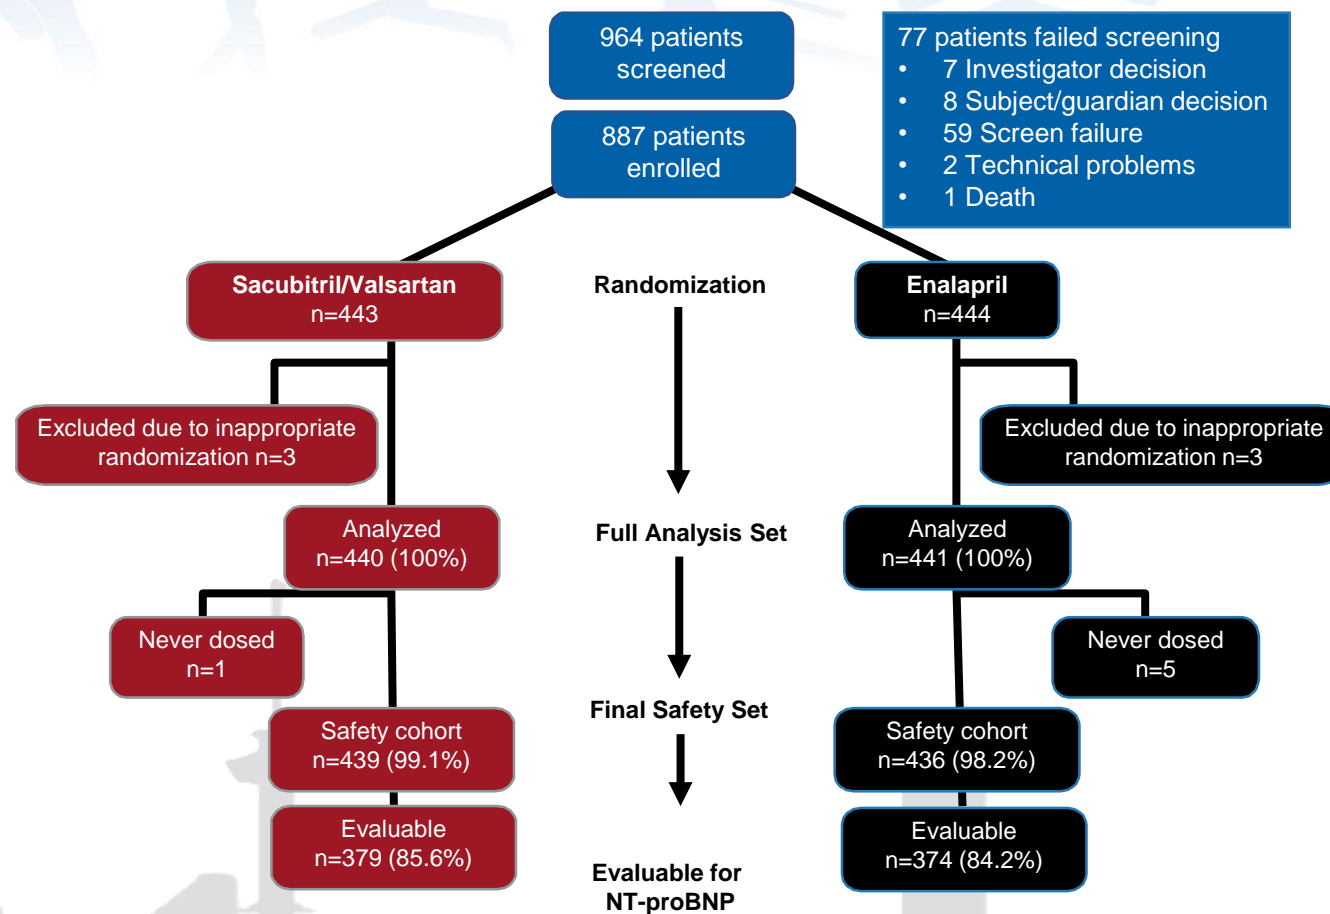 964 patients
screened
77 patients failed screening
• 7 Investigator decision
• 8 Subject/guardian decision
• 59 Screen failure
• 2 Technical problems
• 1 Death
887 patients
enrolled
Sacubitril/Valsartan
n=443
Randomization
Enalapril
n=444
Excluded due to inappropriate
randomization n=3
Excluded due to inappropriate
randomization n=3
Analyzed
n=440 (100%)
Full Analysis Set
Analyzed
n=441 (100%)
Never dosed
n=1
Never dosed
n=5
Final Safety Set
Safety cohort
n=439 (99.1%)
Safety cohort
n=436 (98.2%)
Evaluable
n=379 (85.6%)
Evaluable
n=374 (84.2%)
Evaluable for
NT-proBNP